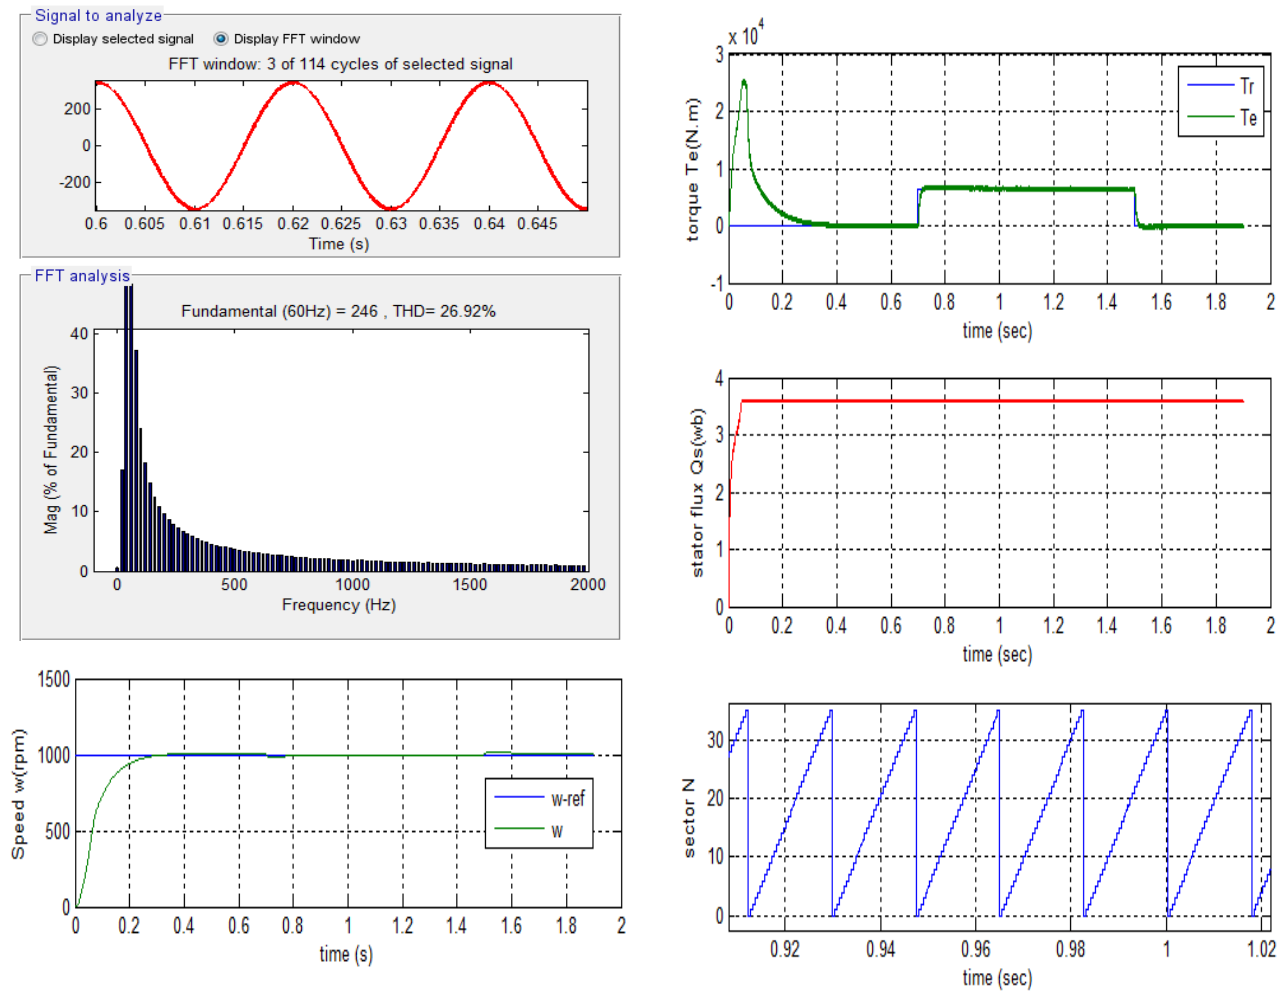 Signal to analyze
Display selected signal Display FFT window
FFT window: 3 of 114 cycles of selected signal
200
0
-200
0.6 0.605 0.61 0.615 0.62 0.625 0.63 0.635 0.64 0.645
Time (s)
FFT analysis
Fundamental (60Hz) = 246 , THD= 26.92%
Mag (% of Fundamental)
40
30
20
10
0
0 500 1000 1500 2000
Frequency (Hz)
Speed w(rpm)
1500
1000
500
0
w-ref
w
0 0.2 0.4 0.6 0.8 1 1.2 1.4 1.6 1.8 2
time (s)
x 10^4
torque Te(N.m)
3
2
1
0
-1
Tr
Te
0 0.2 0.4 0.6 0.8 1 1.2 1.4 1.6 1.8 2
time (sec)
stator flux Qs(wb)
4
3
2
1
0
0 0.2 0.4 0.6 0.8 1 1.2 1.4 1.6 1.8 2
time (sec)
sector N
30
20
10
0
0.92 0.94 0.96 0.98 1 1.02
time (sec)